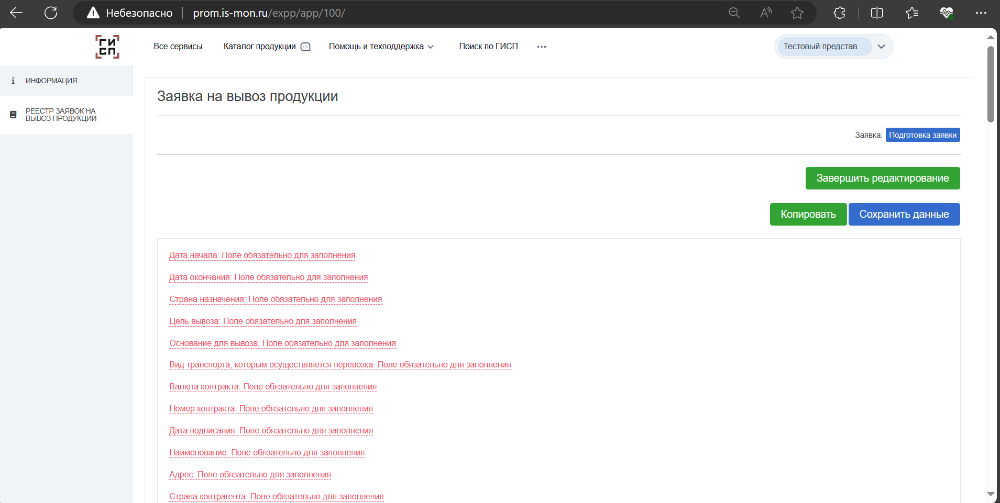 Небезопасно
prom.is-mon.ru/expp/app/100/
ГИ
СП
Все сервисы
Каталог продукции
Помощь и техподдержка
Поиск по ГИСП
Тестовый представ...
ИНФОРМАЦИЯ
РЕЕСТР ЗАЯВОК НА
ВЫВОЗ ПРОДУКЦИИ
Заявка на вывоз продукции
Заявка: Подготовка заявки
Завершить редактирование
Копировать
Сохранить данные
Дата начала: Поле обязательно для заполнения
Дата окончания: Поле обязательно для заполнения
Страна назначения: Поле обязательно для заполнения
Цель вывоза: Поле обязательно для заполнения
Основание для вывоза: Поле обязательно для заполнения
Вид транспорта, которым осуществляется перевозка: Поле обязательно для заполнения
Валюта контракта: Поле обязательно для заполнения
Номер контракта: Поле обязательно для заполнения
Дата подписания: Поле обязательно для заполнения
Наименование: Поле обязательно для заполнения
Адрес: Поле обязательно для заполнения
Страна контрагента: Поле обязательно для заполнения